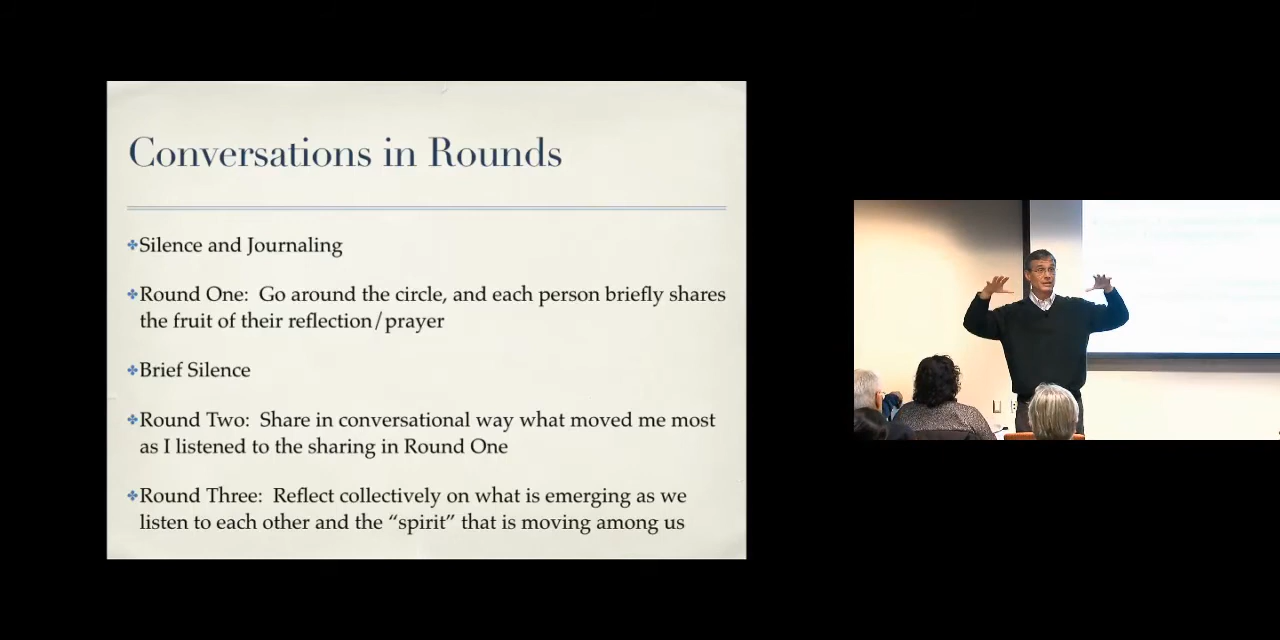 Conversations in Rounds
✤Silence and Journaling
✤Round One: Go around the circle, and each person briefly shares
the fruit of their reflection/prayer
✤Brief Silence
✤Round Two: Share in conversational way what moved me most
as I listened to the sharing in Round One
✤Round Three: Reflect collectively on what is emerging as we
listen to each other and the “spirit” that is moving among us